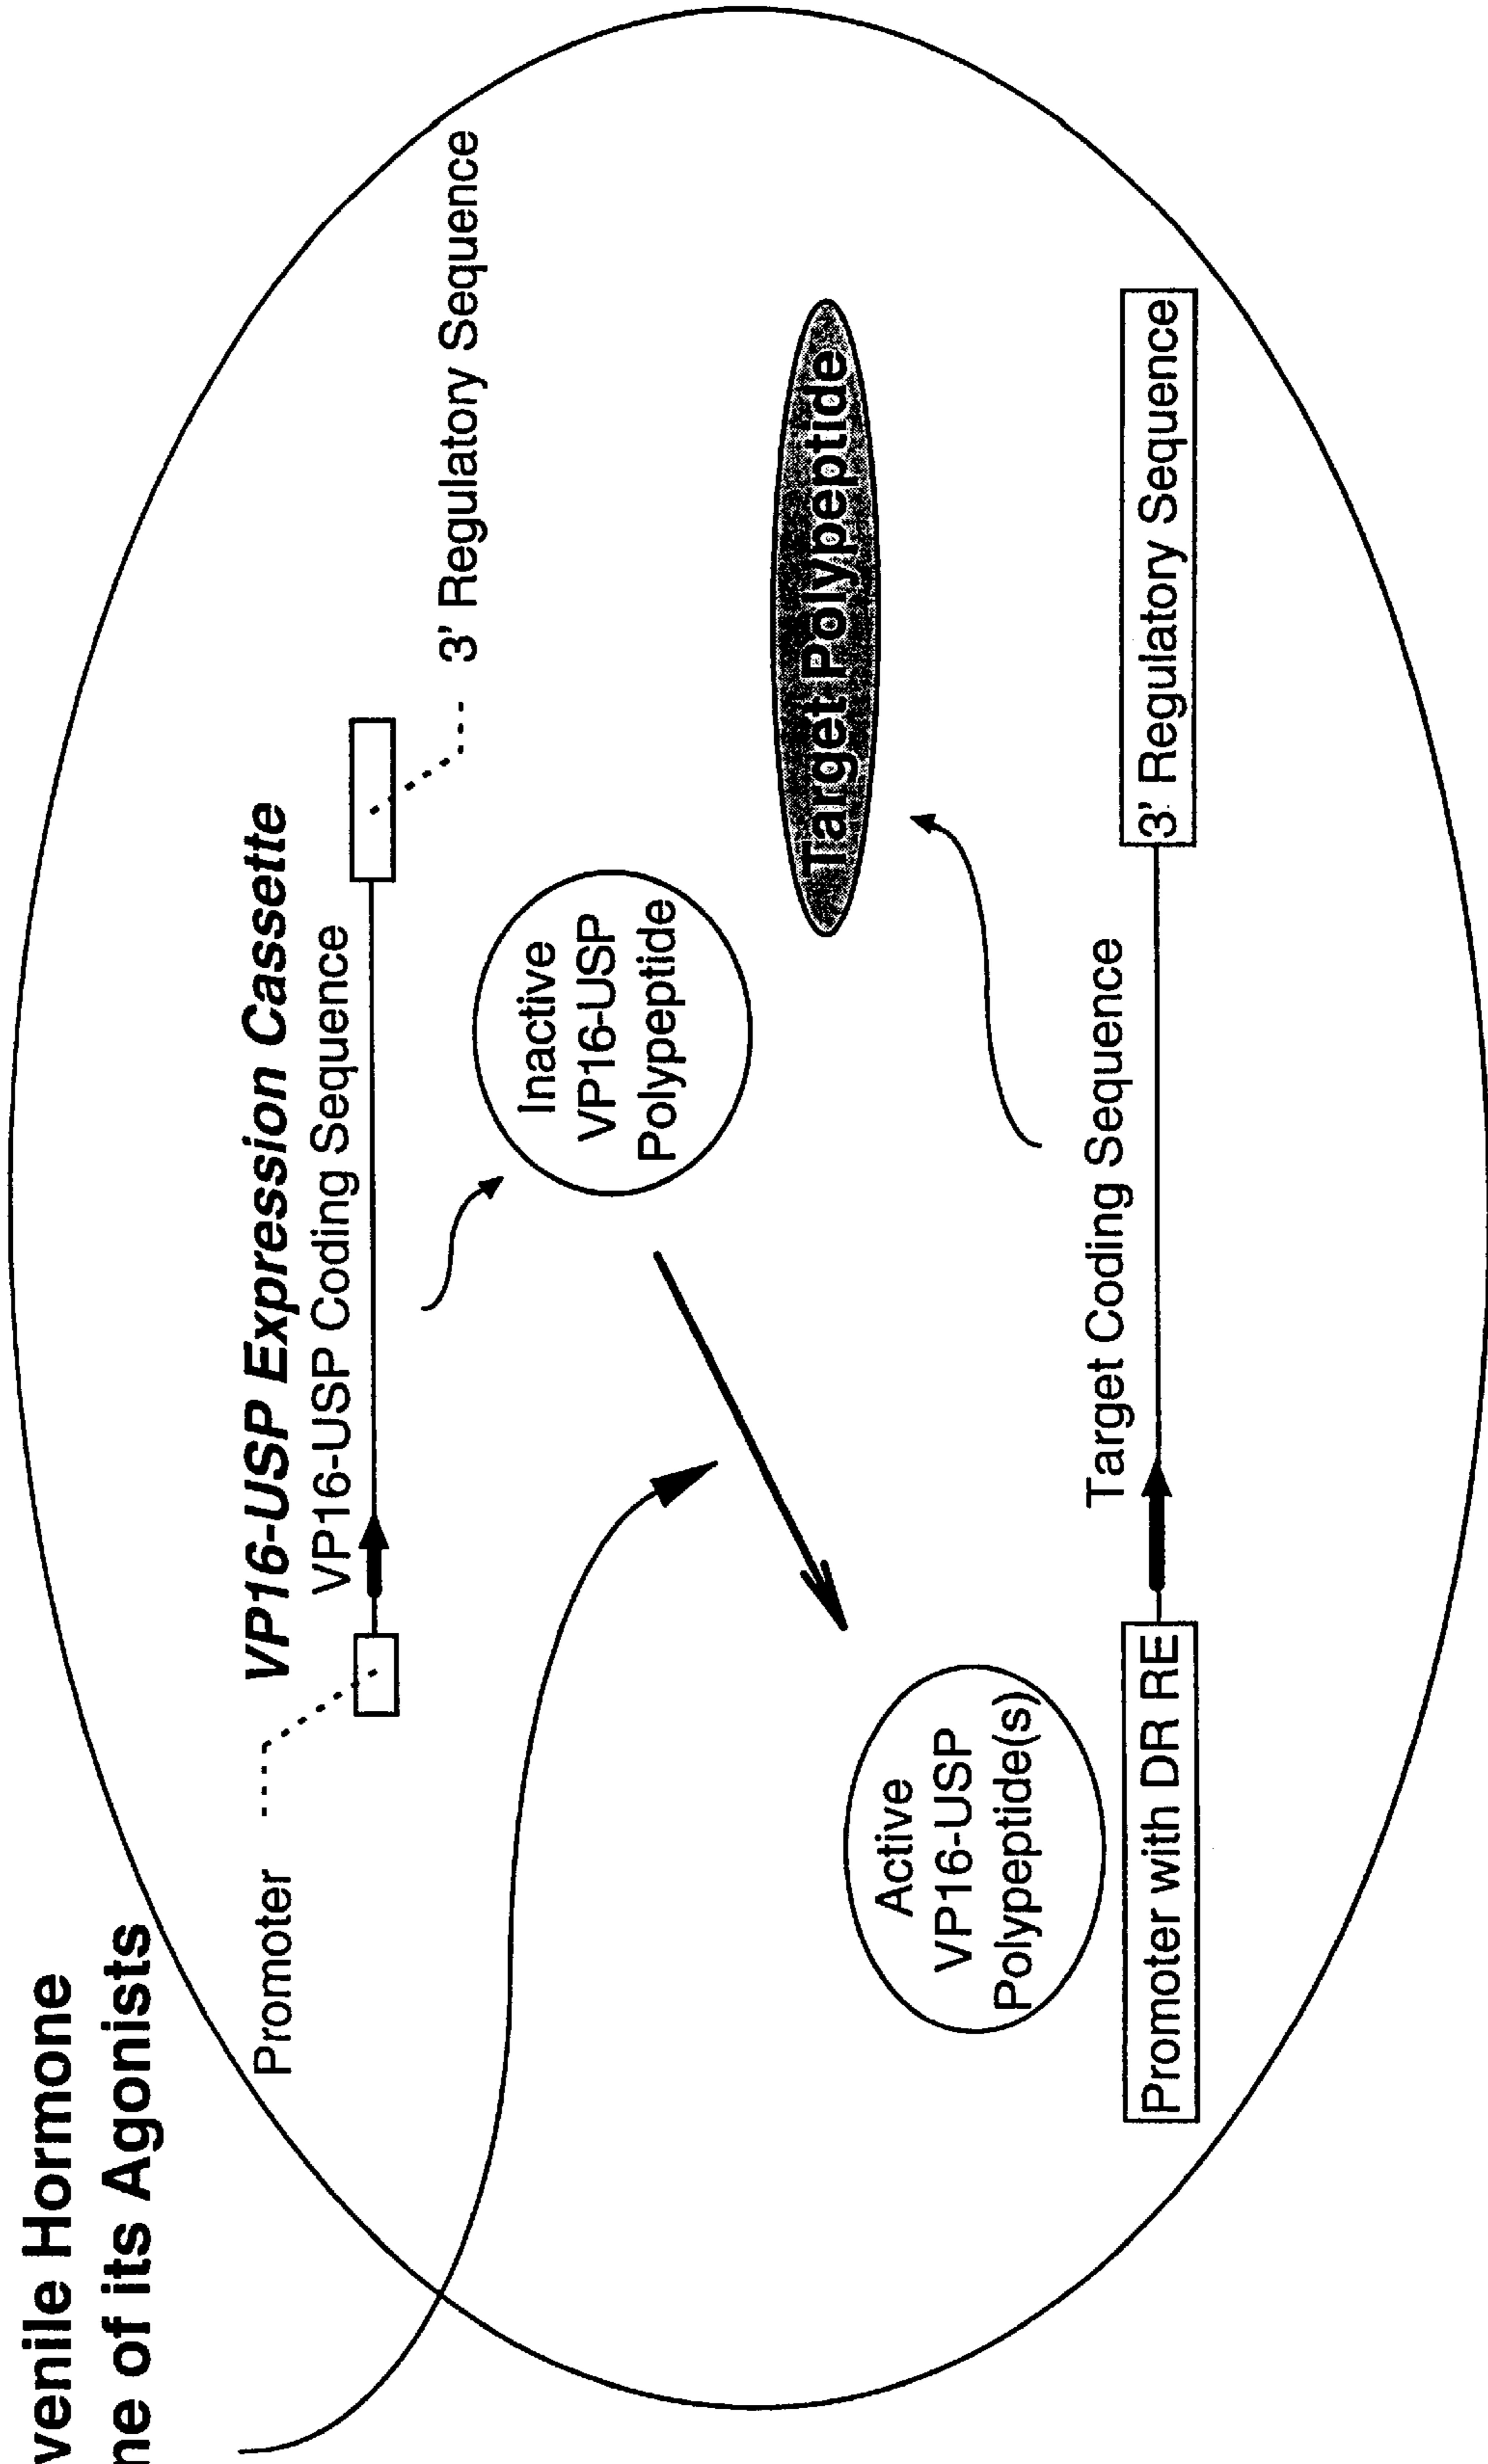 venile Hormone
ne of its Agonists
Promoter
VP16-USP Expression Cassette
VP16-USP Coding Sequence
3' Regulatory Sequence
Inactive
VP16-USP
Polypeptide
Active
VP16-USP
Polypeptide(s)
Target Polypeptide
Target Coding Sequence
Promoter with DR RE
3' Regulatory Sequence